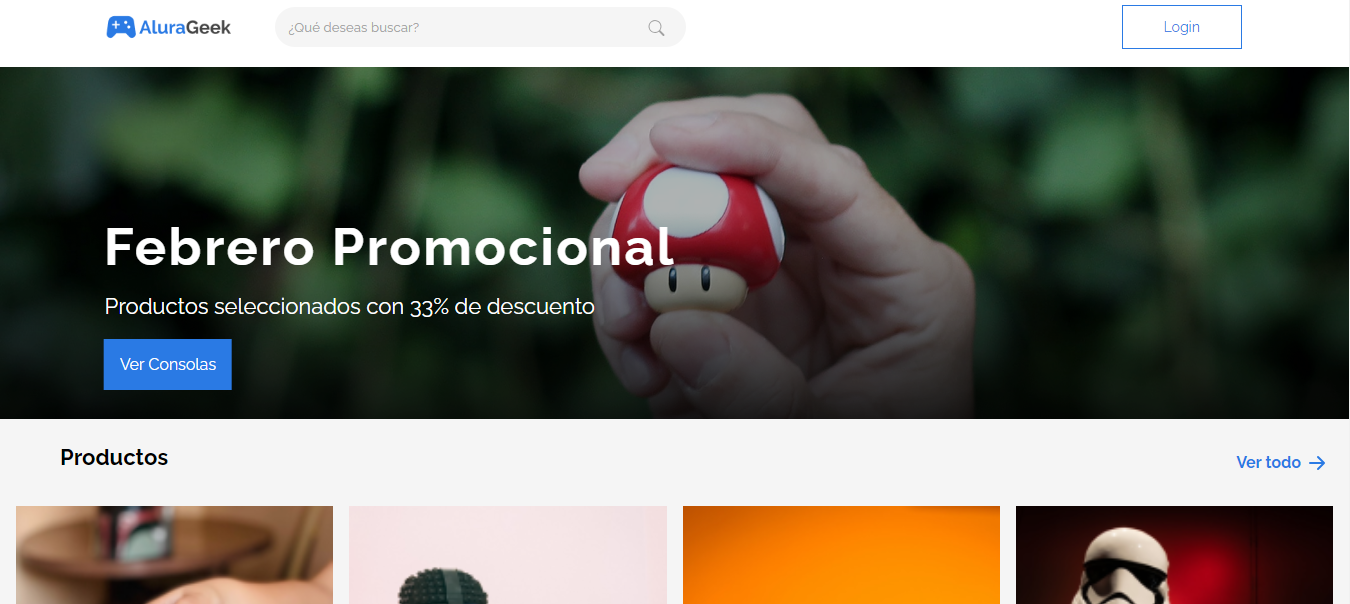 AluraGeek
¿Qué deseas buscar?
Login
Febrero Promocional
Productos seleccionados con 33% de descuento
Ver Consolas
Productos
Ver todo